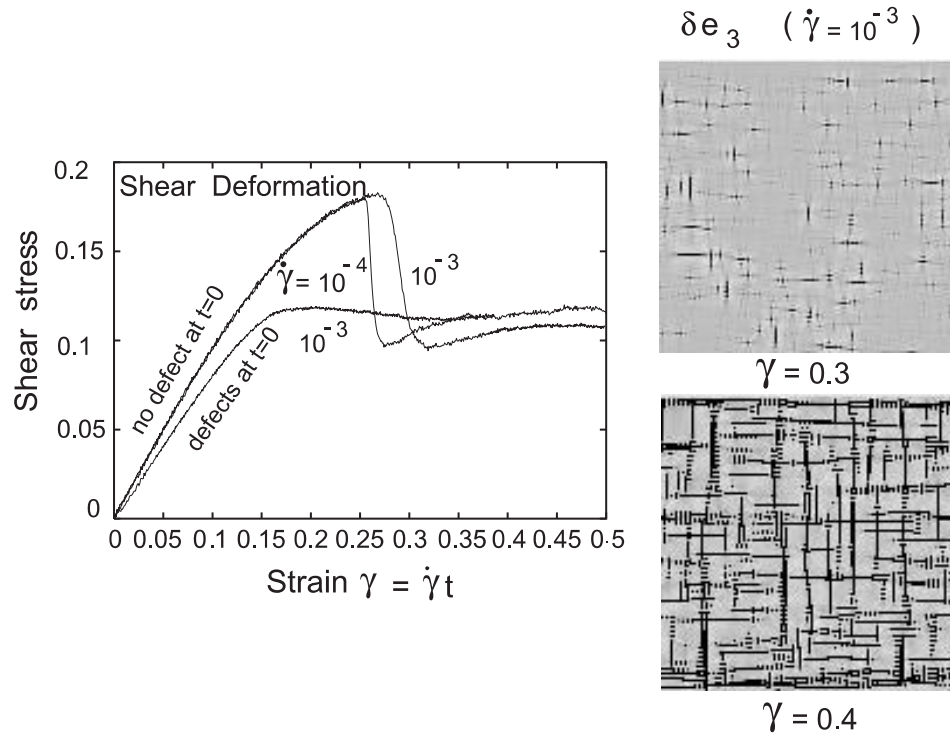 δe₃ ( γ̇ = 10⁻³ )
0.2
0.15
0.1
0.05
0
Shear stress
Shear Deformation
γ̇ = 10⁻⁴
10⁻³
10⁻³
no defect at t=0
defects at t=0
0 0.05 0.1 0.15 0.2 0.25 0.3 0.35 0.4 0.45 0.5
Strain γ = γ̇ t
γ = 0.3
γ = 0.4